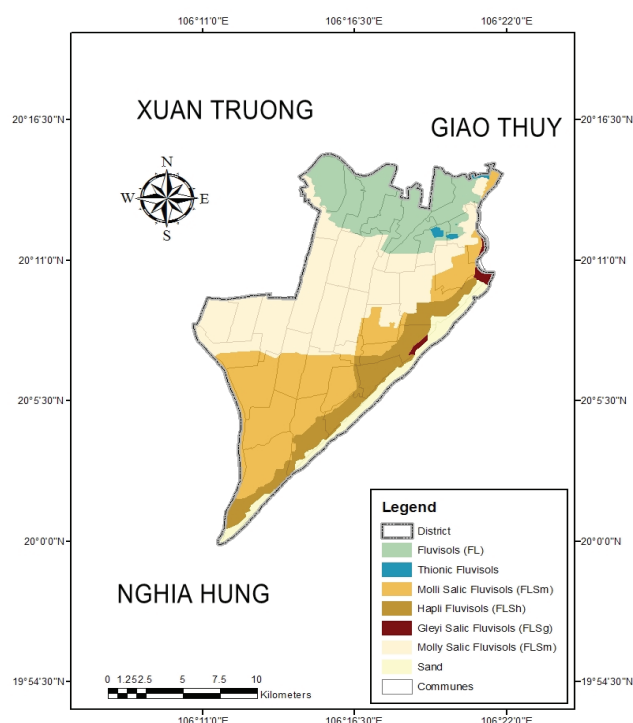 106°11'0"E 106°16'30"E 106°22'0"E
XUAN TRUONG
GIAO THUY
20°16'30"N 20°16'30"N
N
W E
S
20°11'0"N 20°11'0"N
20°5'30"N 20°5'30"N
20°0'0"N 20°0'0"N
19°54'30"N 19°54'30"N
NGHIA HUNG
Legend
District
Fluvisols (FL)
Thionic Fluvisols
Molli Salic Fluvisols (FLSm)
Hapli Fluvisols (FLSh)
Gleyi Salic Fluvisols (FLSg)
Molly Salic Fluvisols (FLSm)
Sand
Communes
0 1.252.5 5 7.5 10
Kilometers
106°11'0"E 106°16'30"E 106°22'0"E